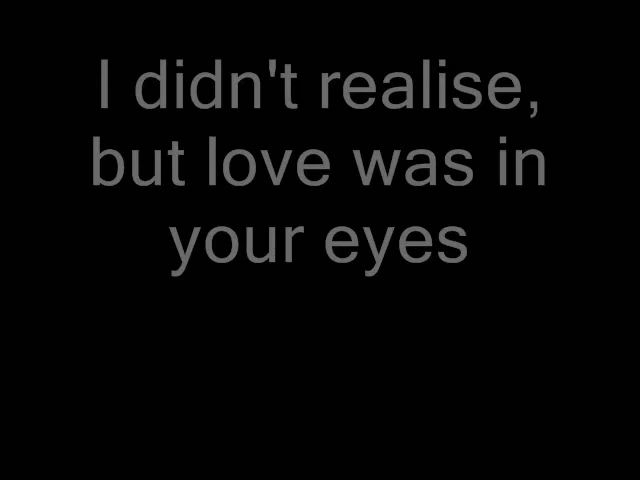 I didn't realise,
but love was in
your eyes